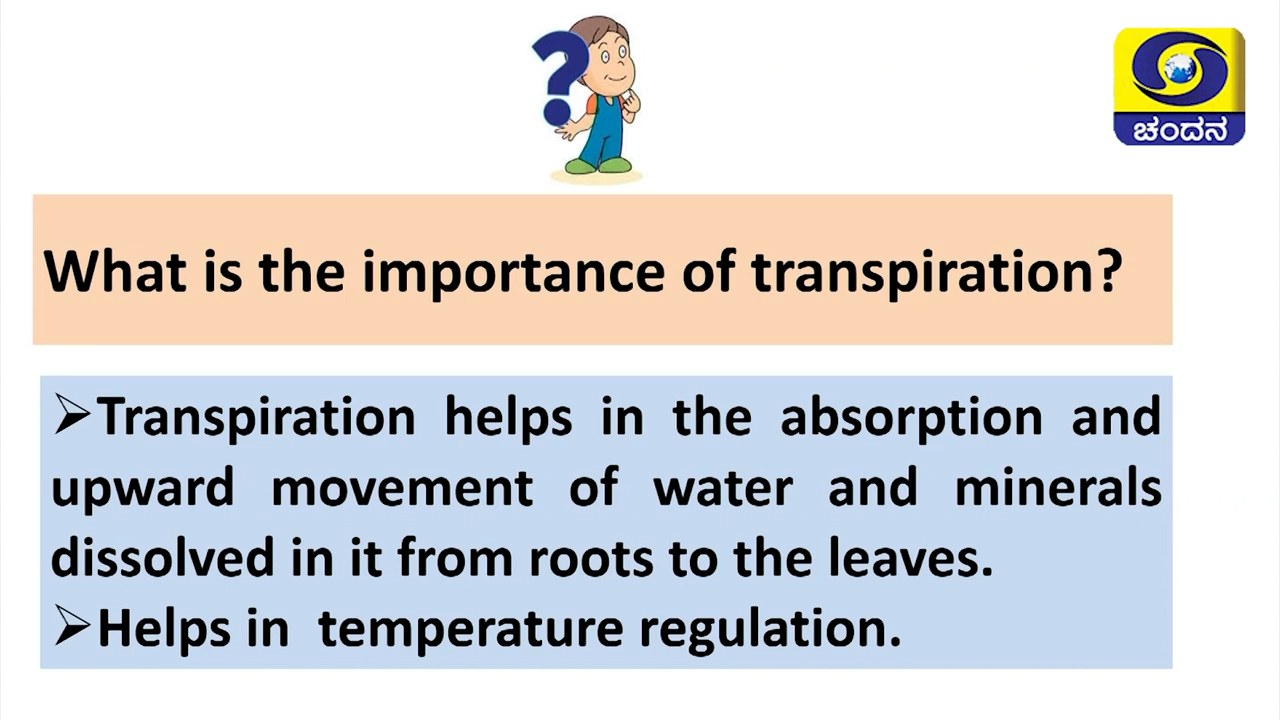 ಚಂದನ
What is the importance of transpiration?
➢Transpiration helps in the absorption and
upward movement of water and minerals
dissolved in it from roots to the leaves.
➢Helps in temperature regulation.